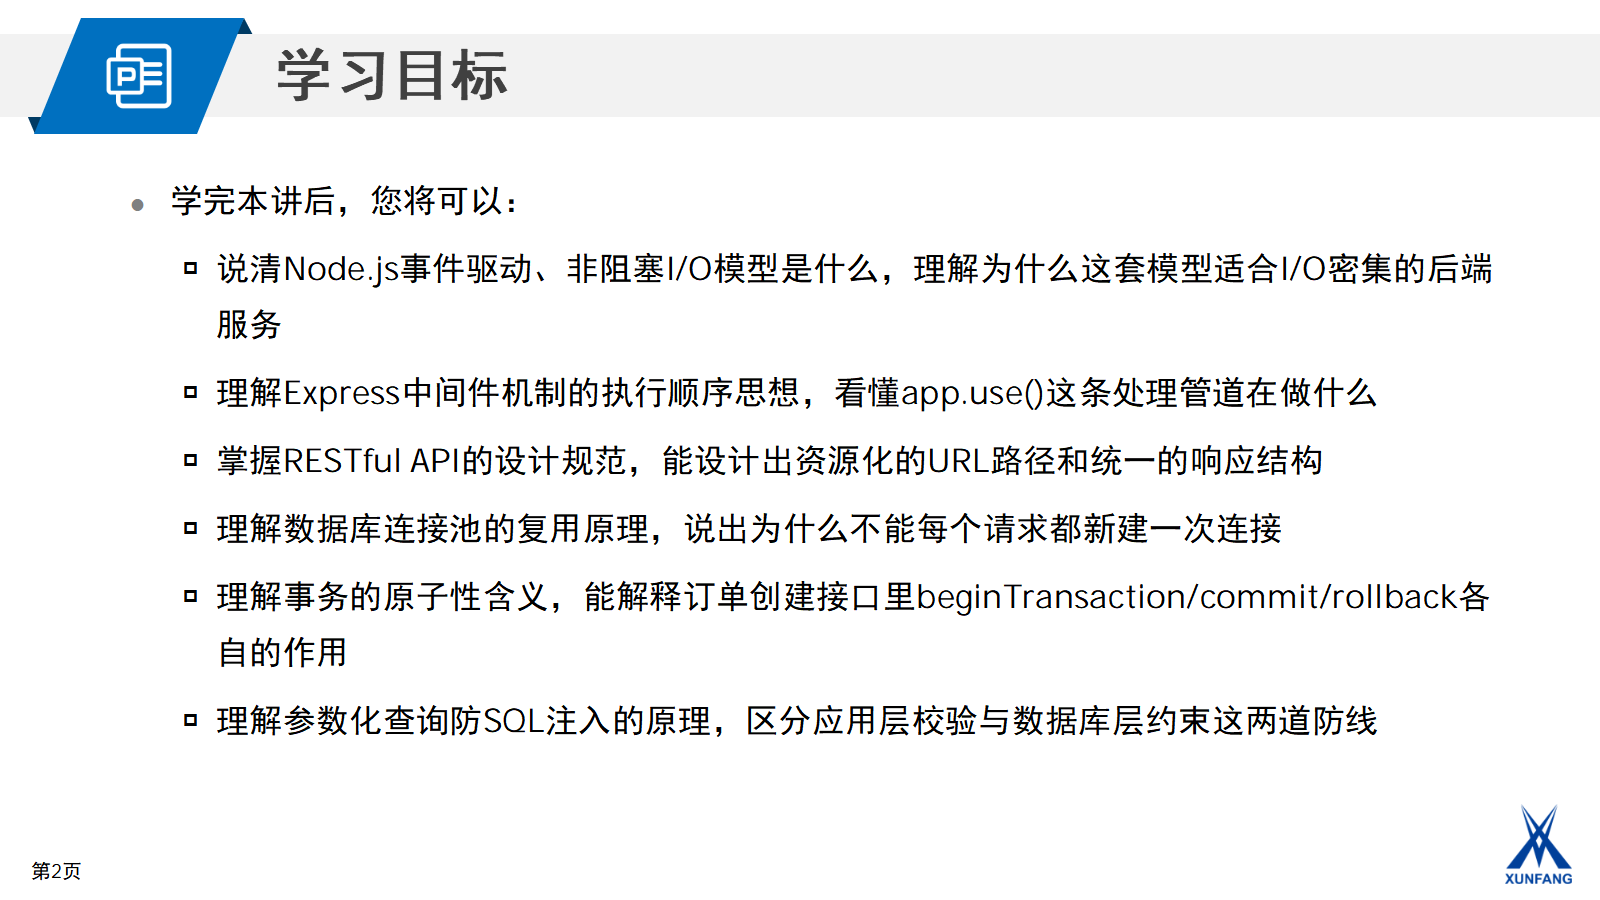 学习目标
学完本讲后，您将可以：
说清Node.js事件驱动、非阻塞I/O模型是什么，理解为什么这套模型适合I/O密集的后端
服务
理解Express中间件机制的执行顺序思想，看懂app.use()这条处理管道在做什么
掌握RESTful API的设计规范，能设计出资源化的URL路径和统一的响应结构
理解数据库连接池的复用原理，说出为什么不能每个请求都新建一次连接
理解事务的原子性含义，能解释订单创建接口里beginTransaction/commit/rollback各
自的作用
理解参数化查询防SQL注入的原理，区分应用层校验与数据库层约束这两道防线
第2页
XUNFANG